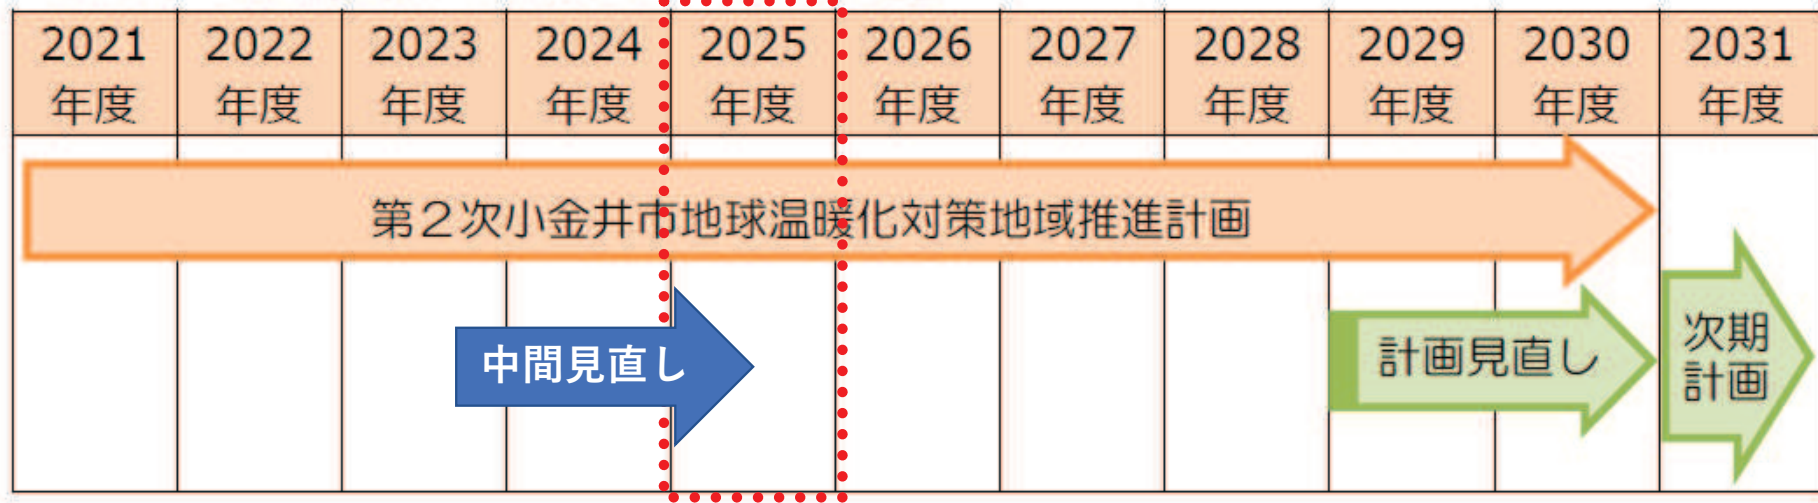 2021 2022 2023 2024 2025 2026 2027 2028 2029 2030 2031
年度 年度 年度 年度 年度 年度 年度 年度 年度 年度 年度
第２次小金井市地球温暖化対策地域推進計画
中間見直し
計画見直し
次期
計画